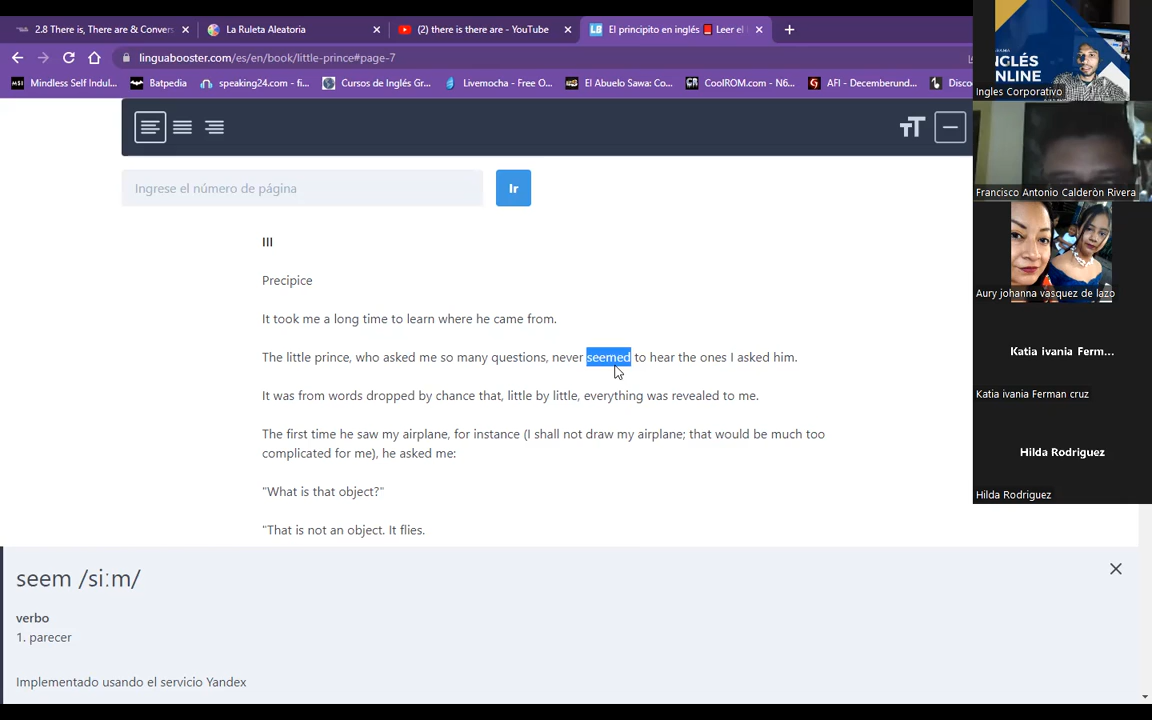 2.8 There is, There are & Convers
La Ruleta Aleatoria
(2) there is there are - YouTube
El principito en inglés 📕 Leer el l
linguabooster.com/es/en/book/little-prince#page-7
Mindless Self Indul...
Batpedia
speaking24.com - fi...
Cursos de Inglés Gr...
Livemocha - Free O...
El Abuelo Sawa: Co...
CoolROM.com - N6...
AFI - Decemberund...
Disco
Ingrese el número de página
Ir
III
Precipice
It took me a long time to learn where he came from.
The little prince, who asked me so many questions, never seemed to hear the ones I asked him.
It was from words dropped by chance that, little by little, everything was revealed to me.
The first time he saw my airplane, for instance (I shall not draw my airplane; that would be much too
complicated for me), he asked me:
"What is that object?"
"That is not an object. It flies.
seem /siːm/
verbo
1. parecer
Implementado usando el servicio Yandex
NGLÉS
ONLINE
Ingles Corporativo
Francisco Antonio Calderòn Rivera
Aury johanna vasquez de lazo
Katia ivania Ferm...
Katia ivania Ferman cruz
Hilda Rodriguez
Hilda Rodriguez